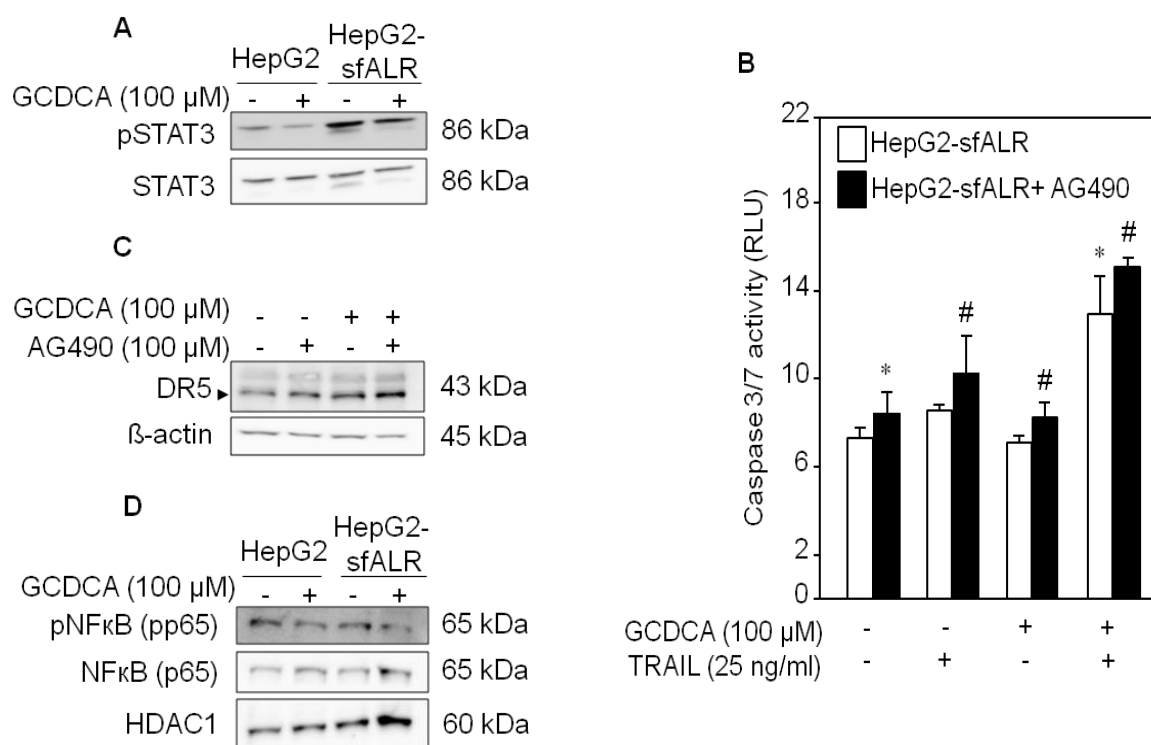 A
HepG2 HepG2-
sfALR
GCDCA (100 µM) - + - +
pSTAT3 86 kDa
STAT3 86 kDa
B
22
18
14
10
6
2
0
Caspase 3/7 activity (RLU)
HepG2-sfALR
HepG2-sfALR+ AG490
* # # * #
GCDCA (100 µM) - - + +
TRAIL (25 ng/ml) - + - +
C
GCDCA (100 µM) - - + +
AG490 (100 µM) - + - +
DR5 43 kDa
ß-actin 45 kDa
D
HepG2 HepG2-
sfALR
GCDCA (100 µM) - + - +
pNFκB (pp65) 65 kDa
NFκB (p65) 65 kDa
HDAC1 60 kDa